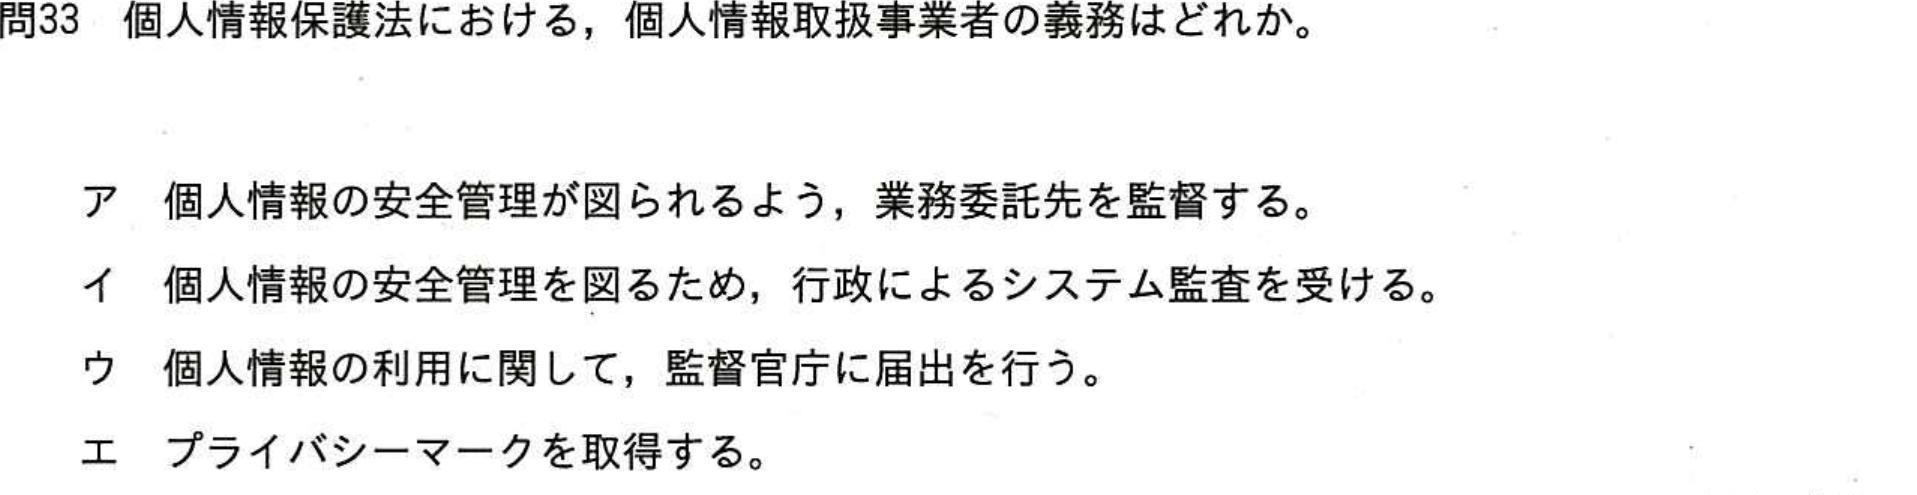 問33 個人情報保護法における，個人情報取扱事業者の義務はどれか。
ア 個人情報の安全管理が図られるよう，業務委託先を監督する。
イ 個人情報の安全管理を図るため，行政によるシステム監査を受ける。
ウ 個人情報の利用に関して，監督官庁に届出を行う。
エ プライバシーマークを取得する。